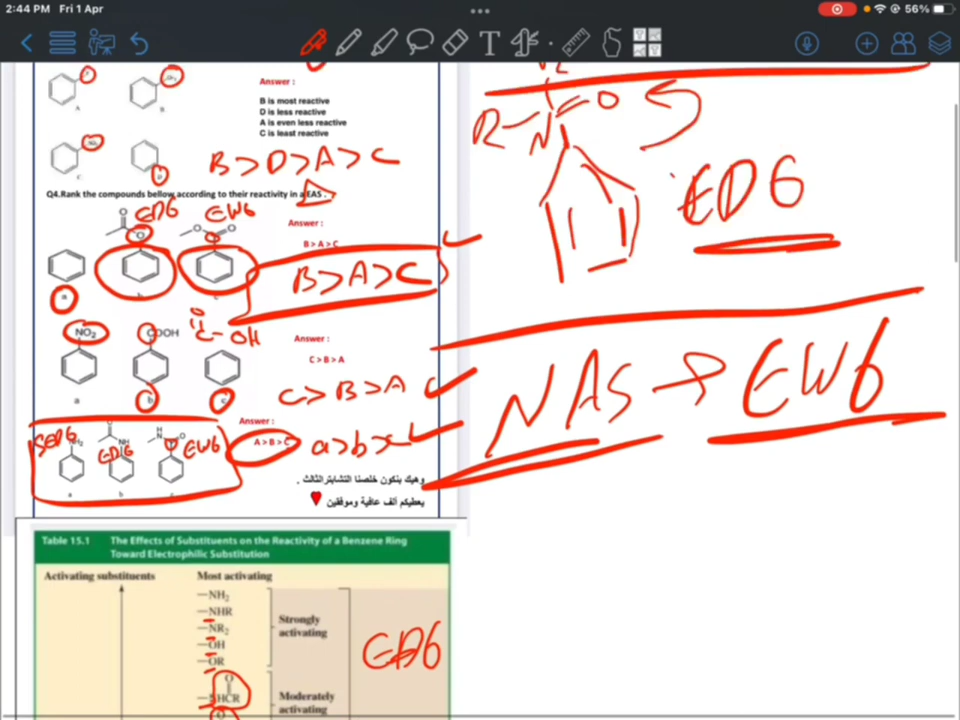 2:44 PM Fri 1 Apr
56%
Answer :
B is most reactive
D is less reactive
A is even less reactive
C is least reactive
A
B
C
B > D > A > C
Q4.Rank the compounds bellow according to their reactivity in a EAS .
EDG
EWG
Answer :
B > A > C
B > A > C
a
R - N
O
EDG
NO2
COOH
C - OH
Answer :
C > B > A
C > B > A
a
b
NAS → EWG
Answer :
A > B > C
a > b > c
SEDG
EDG
EWG
NH
a
b
c
وهيك بنكون خلصنا التشابتر الثالث .
يعطيكم ألف عافية وموفقين
Table 15.1 The Effects of Substituents on the Reactivity of a Benzene Ring
Toward Electrophilic Substitution
Activating substituents
Most activating
—NH2
—NHR
—NR2
—OH
—OR
Strongly
activating
EDG
O
—NHCR
Moderately
activating